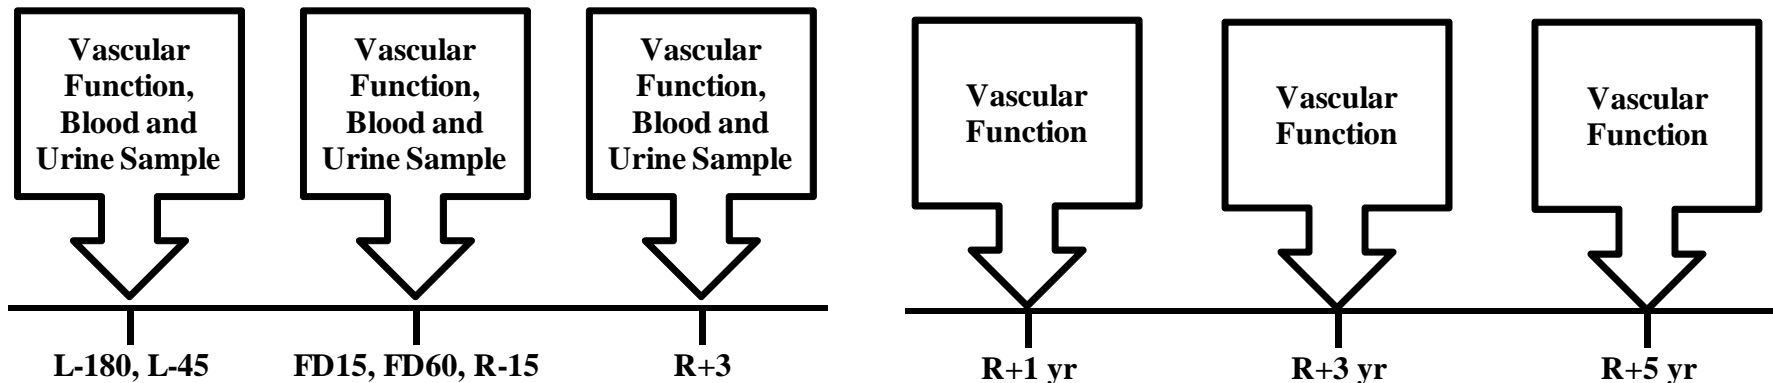 Vascular
Function,
Blood and
Urine Sample
Vascular
Function,
Blood and
Urine Sample
Vascular
Function,
Blood and
Urine Sample
Vascular
Function
Vascular
Function
Vascular
Function
L-180, L-45
FD15, FD60, R-15
R+3
R+1 yr
R+3 yr
R+5 yr